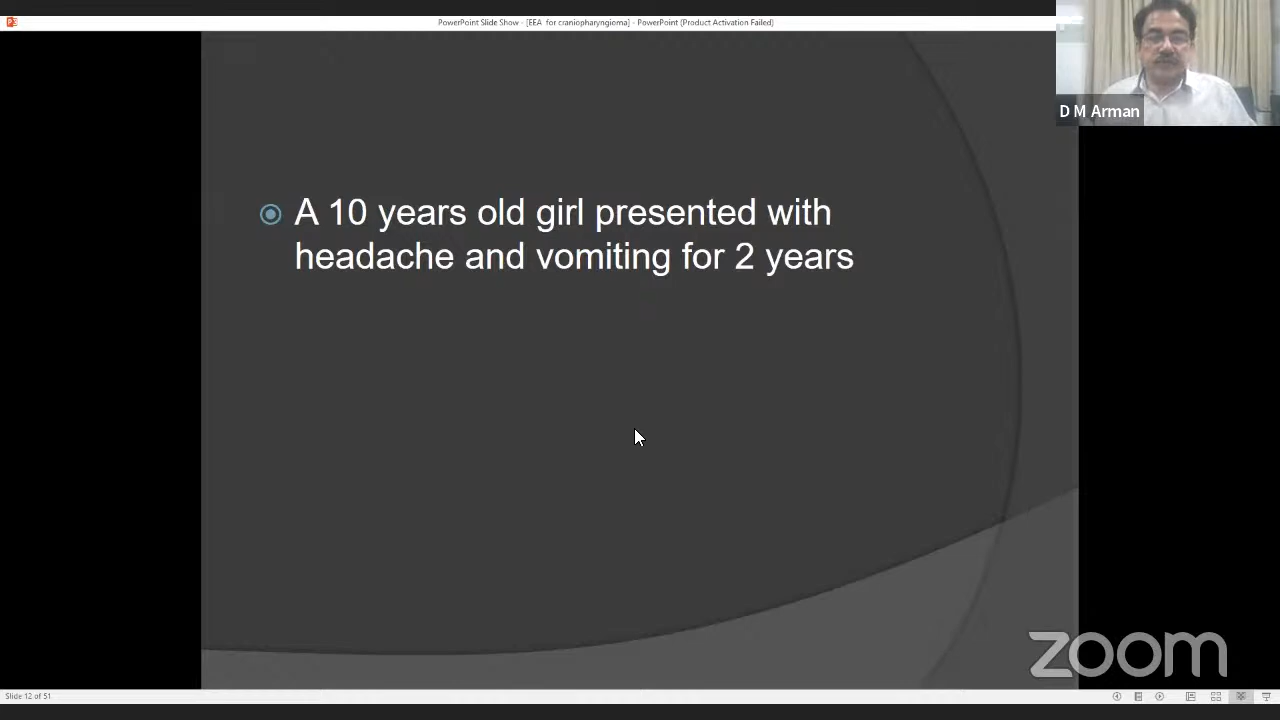 PowerPoint Slide Show - [EEA for craniopharyngioma] - PowerPoint (Product Activation Failed)
D M Arman
A 10 years old girl presented with
headache and vomiting for 2 years
zoom
Slide 12 of 51